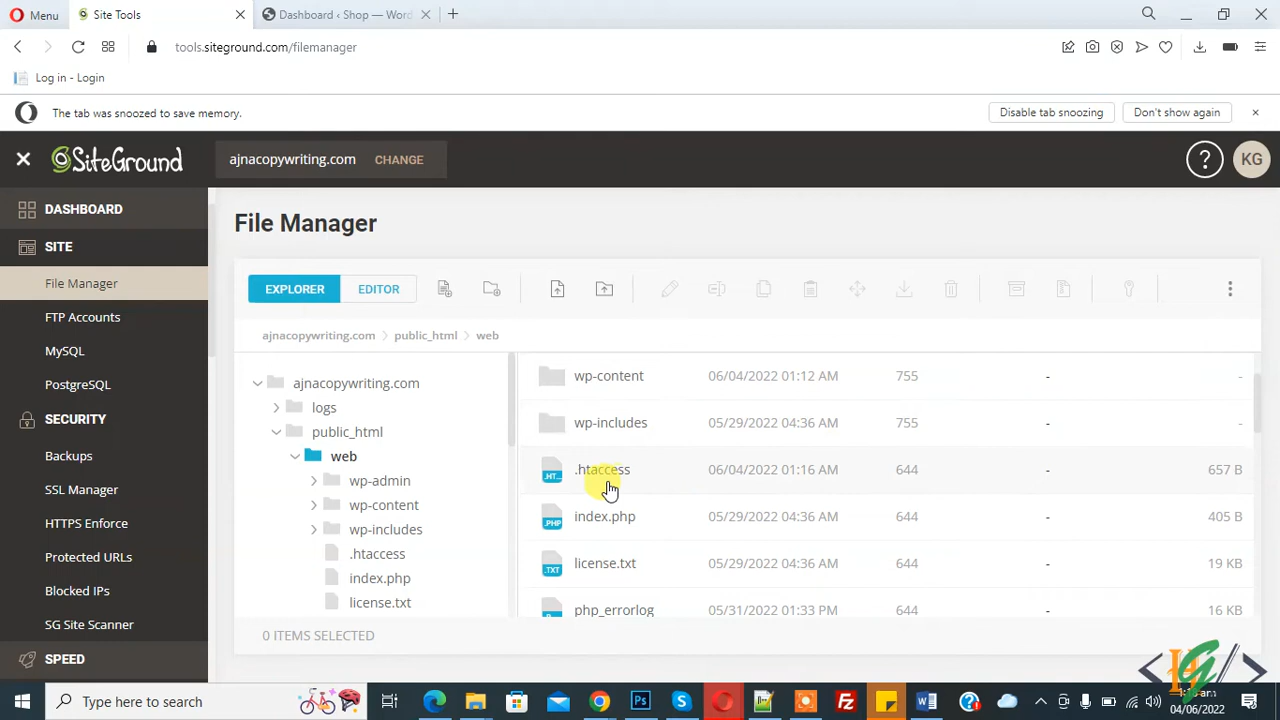 Menu
Site Tools
Dashboard ‹ Shop — Word
tools.siteground.com/filemanager
Log in - Login
The tab was snoozed to save memory.
Disable tab snoozing
Don't show again
SiteGround
ajnacopywriting.com
CHANGE
?
KG
DASHBOARD
SITE
File Manager
FTP Accounts
MySQL
PostgreSQL
SECURITY
Backups
SSL Manager
HTTPS Enforce
Protected URLs
Blocked IPs
SG Site Scanner
SPEED
File Manager
EXPLORER
EDITOR
ajnacopywriting.com
public_html
web
ajnacopywriting.com
logs
public_html
web
wp-admin
wp-content
wp-includes
.htaccess
index.php
license.txt
wp-content 06/04/2022 01:12 AM 755 - -
wp-includes 05/29/2022 04:36 AM 755 - -
.HT... .htaccess 06/04/2022 01:16 AM 644 - 657 B
.PHP index.php 05/29/2022 04:36 AM 644 - 405 B
.TXT license.txt 05/29/2022 04:36 AM 644 - 19 KB
php_errorlog 05/31/2022 01:33 PM 644 - 16 KB
0 ITEMS SELECTED
Type here to search
04/06/2022